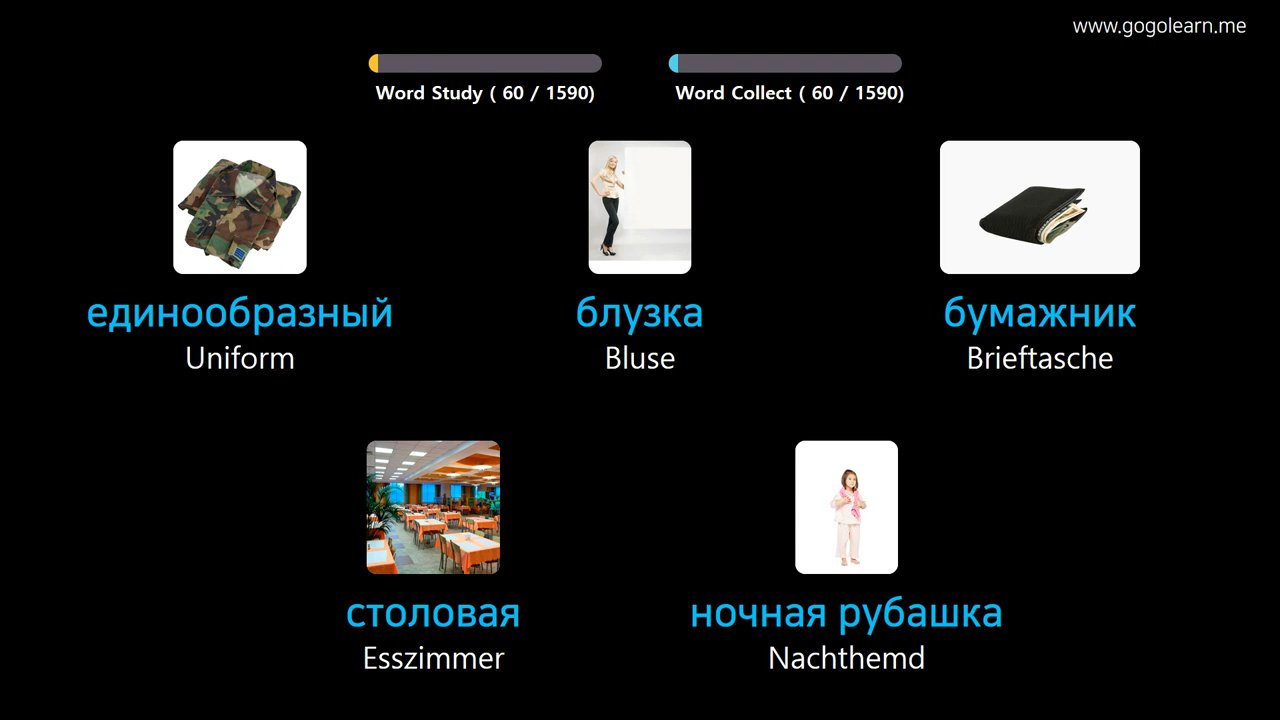 www.gogolearn.me
Word Study ( 60 / 1590)
Word Collect ( 60 / 1590)
единообразный
Uniform
блузка
Bluse
бумажник
Brieftasche
столовая
Esszimmer
ночная рубашка
Nachthemd